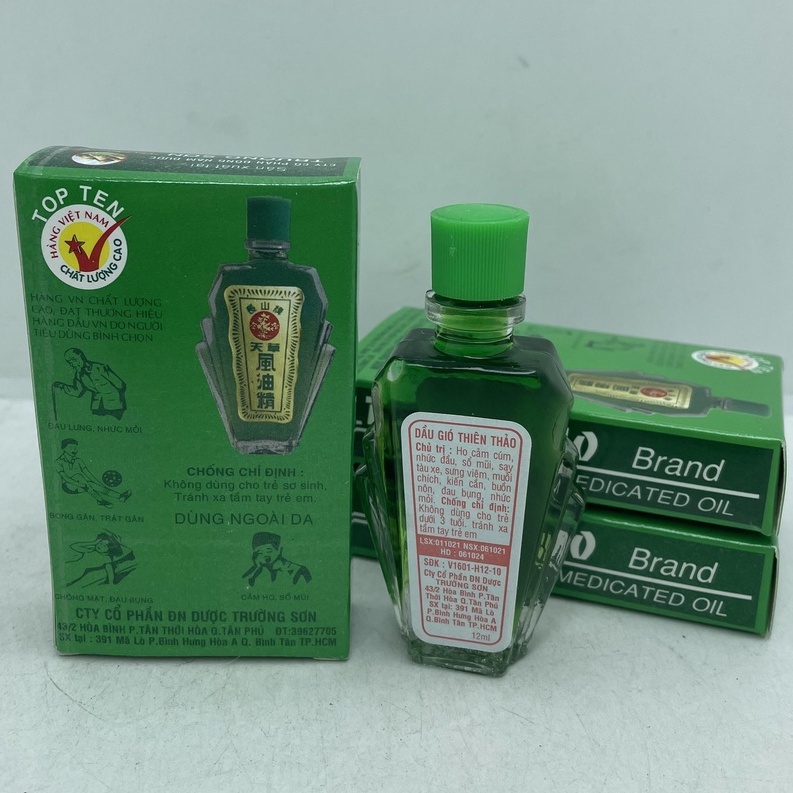 TOP TEN
HÀNG VIỆT NAM
CHẤT LƯỢNG CAO
HÀNG VN CHẤT LƯỢNG
CAO, ĐẠT THƯƠNG HIỆU
HÀNG ĐẦU VN DO NGƯỜI
TIÊU DÙNG BÌNH CHỌN
天草
風油精
ĐAU LƯNG, NHỨC MỎI
CHỐNG CHỈ ĐỊNH :
Không dùng cho trẻ sơ sinh,
Tránh xa tầm tay trẻ em.
BONG GÂN, TRẬT GÂN
DÙNG NGOÀI DA
CHÓNG MẶT, ĐAU BỤNG
CẢM HO, SỔ MŨI
CTY CỔ PHẦN ĐN DƯỢC TRƯỜNG SƠN
43/2 HÒA BÌNH P.TÂN THỚI HÒA Q.TÂN PHÚ ĐT:39627705
SX tại : 391 Mã Lò P.Bình Hưng Hòa A Q. Bình Tân TP.HCM
DẦU GIÓ THIÊN THẢO
Chủ trị : Ho cảm cúm,
nhức đầu, sổ mũi, say
tàu xe, sưng viêm, muỗi
chích, kiến cắn, buồn
nôn, đau bụng, nhức
mỏi. Chống chỉ định:
Không dùng cho trẻ
dưới 3 tuổi, tránh xa
tầm tay trẻ em
LSX:011021 NSX:061021
HD : 061024
SĐK : V1601-H12-10
Cty Cổ Phần ĐN Dược
TRƯỜNG SƠN
43/2 Hòa Bình P.Tân
Thới Hòa Q.Tân Phú
SX tại : 391 Mã Lò
P.Bình Hưng Hòa A
Q.Bình Tân TP.HCM
12ml
Brand
MEDICATED OIL
Brand
MEDICATED OIL